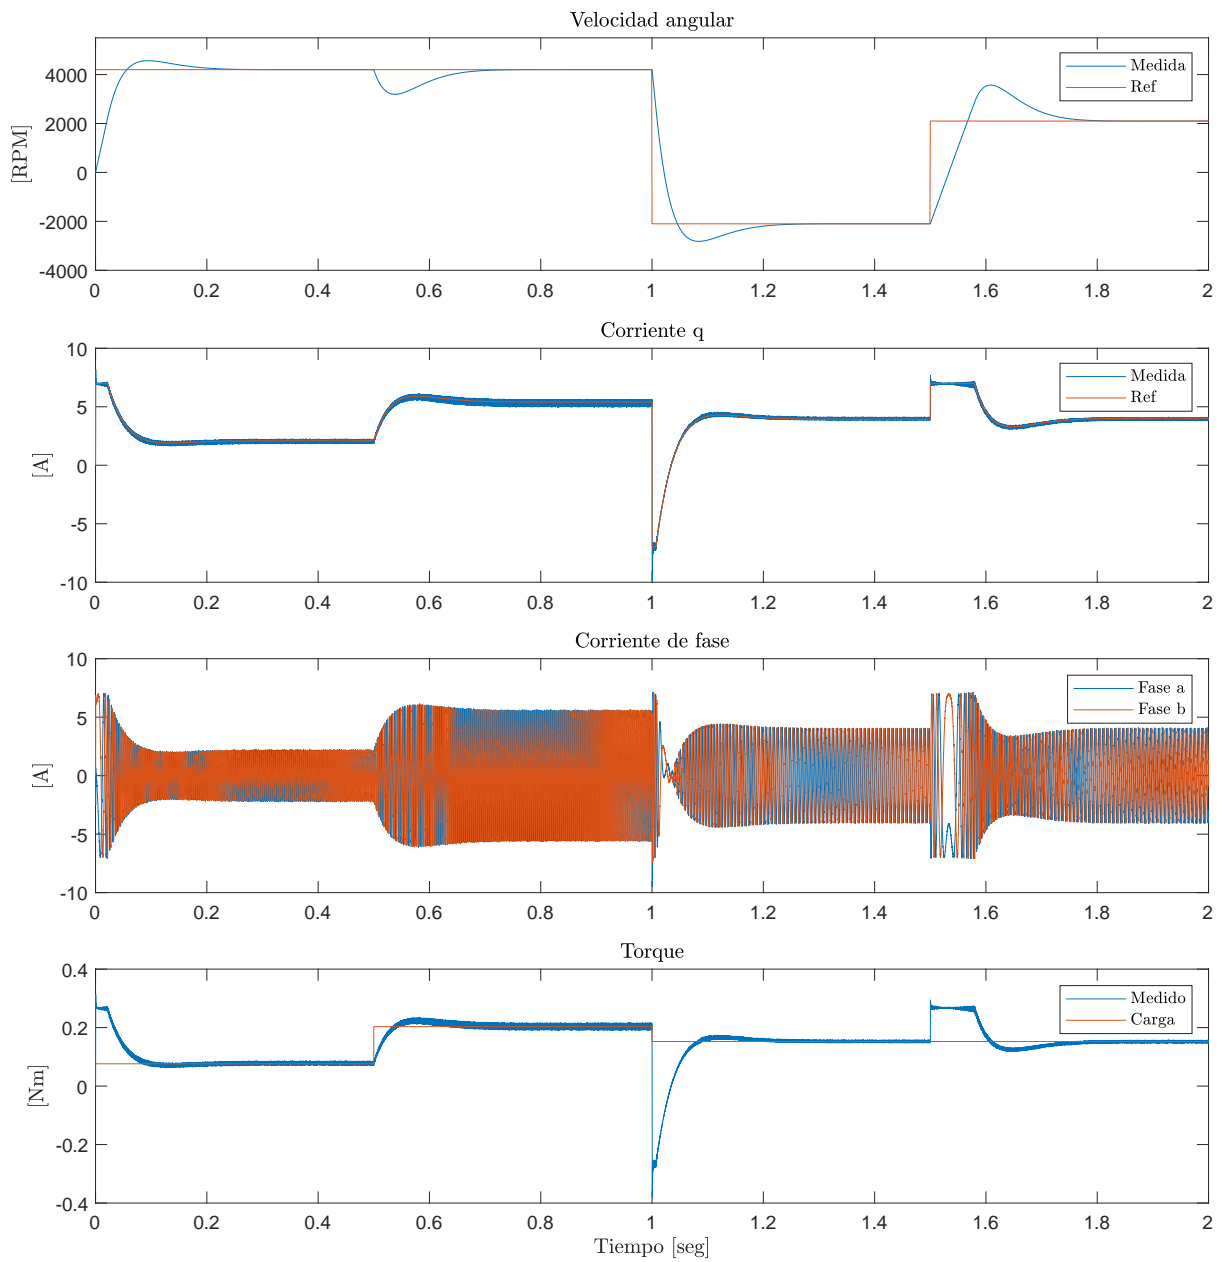 Velocidad angular
[RPM]
4000
2000
0
-2000
-4000
Medida
Ref
0 0.2 0.4 0.6 0.8 1 1.2 1.4 1.6 1.8 2
Corriente q
[A]
10
5
0
-5
-10
Medida
Ref
0 0.2 0.4 0.6 0.8 1 1.2 1.4 1.6 1.8 2
Corriente de fase
[A]
10
5
0
-5
-10
Fase a
Fase b
0 0.2 0.4 0.6 0.8 1 1.2 1.4 1.6 1.8 2
Torque
[Nm]
0.4
0.2
0
-0.2
-0.4
Medido
Carga
0 0.2 0.4 0.6 0.8 1 1.2 1.4 1.6 1.8 2
Tiempo [seg]